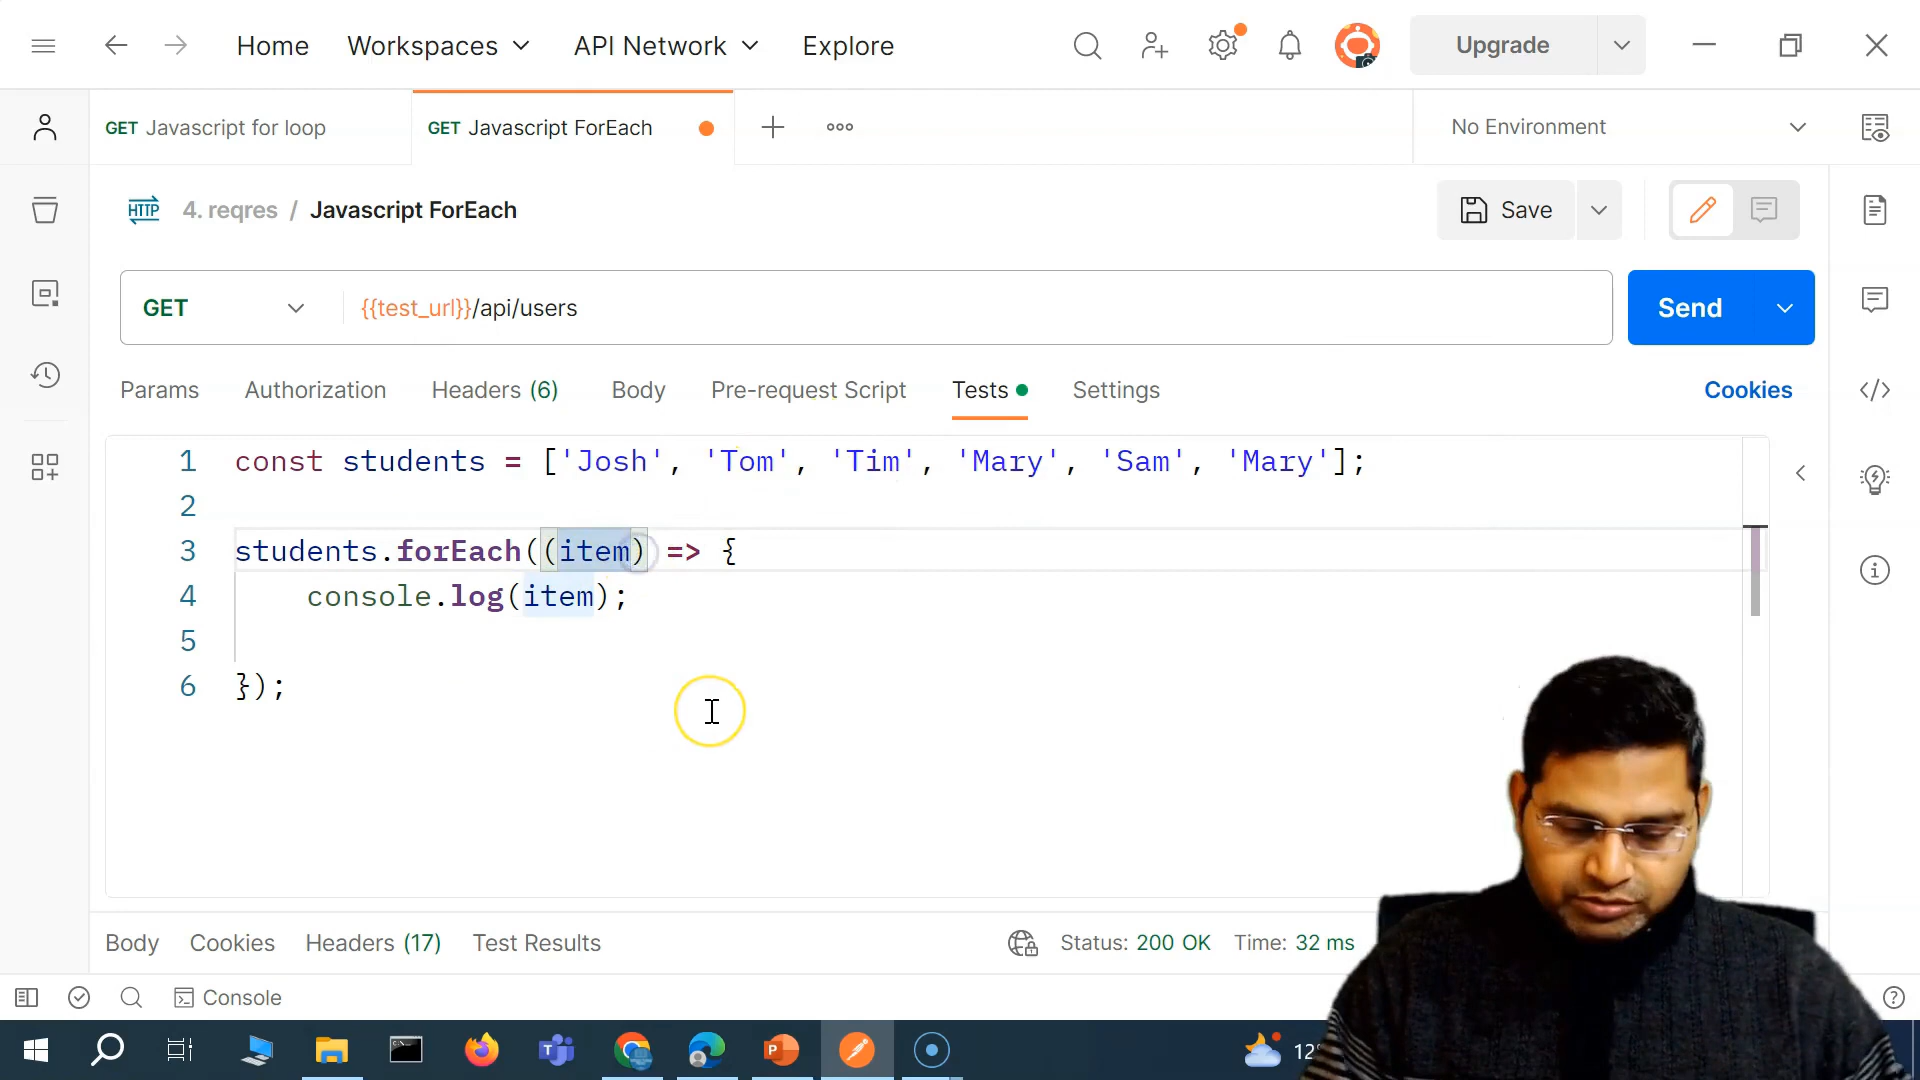 Home Workspaces API Network Explore Upgrade
GET Javascript for loop GET Javascript ForEach No Environment
HTTP 4. reqres / Javascript ForEach Save
GET {{test_url}}/api/users Send
Params Authorization Headers (6) Body Pre-request Script Tests Settings Cookies
1 const students = ['Josh', 'Tom', 'Tim', 'Mary', 'Sam', 'Mary'];
2
3 students.forEach((item) => {
4 console.log(item);
5
6 });
Body Cookies Headers (17) Test Results Status: 200 OK Time: 32 ms
Console